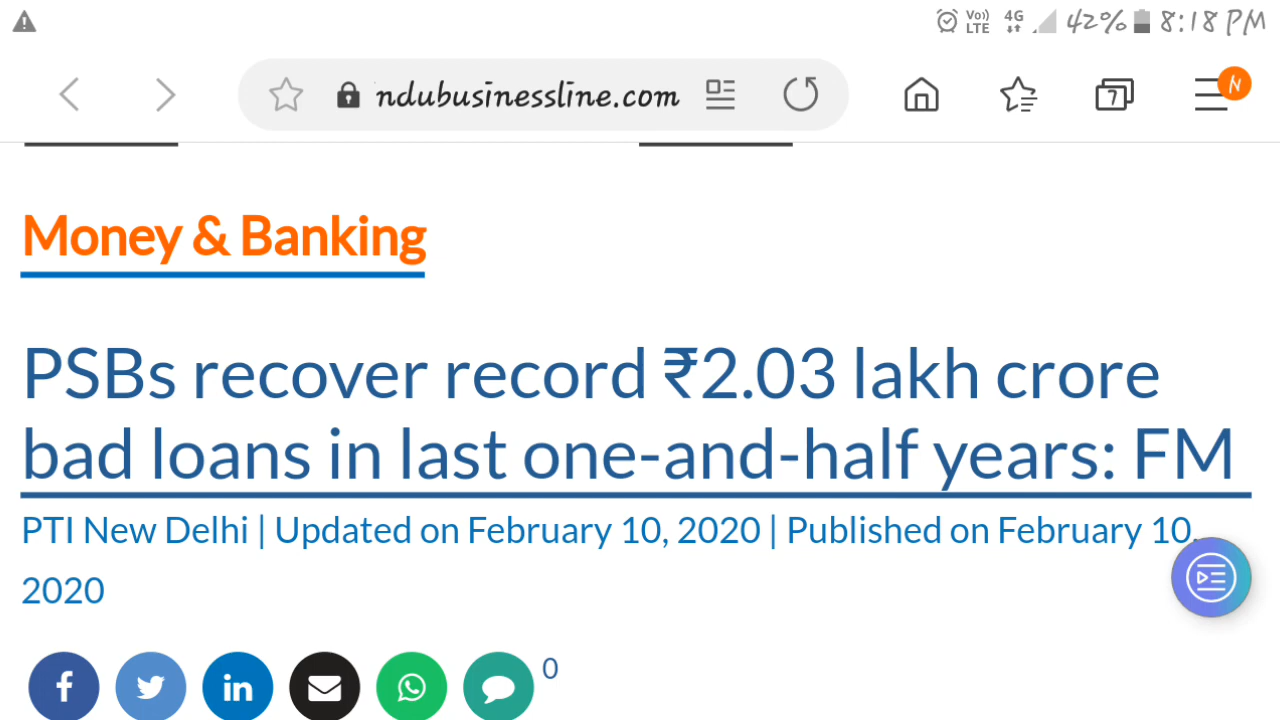 Vo) LTE 4G 42% 8:18 PM
ndubusinessline.com 7 N
Money & Banking
PSBs recover record ₹2.03 lakh crore
bad loans in last one-and-half years: FM
PTI New Delhi | Updated on February 10, 2020 | Published on February 10,
2020
f in 0